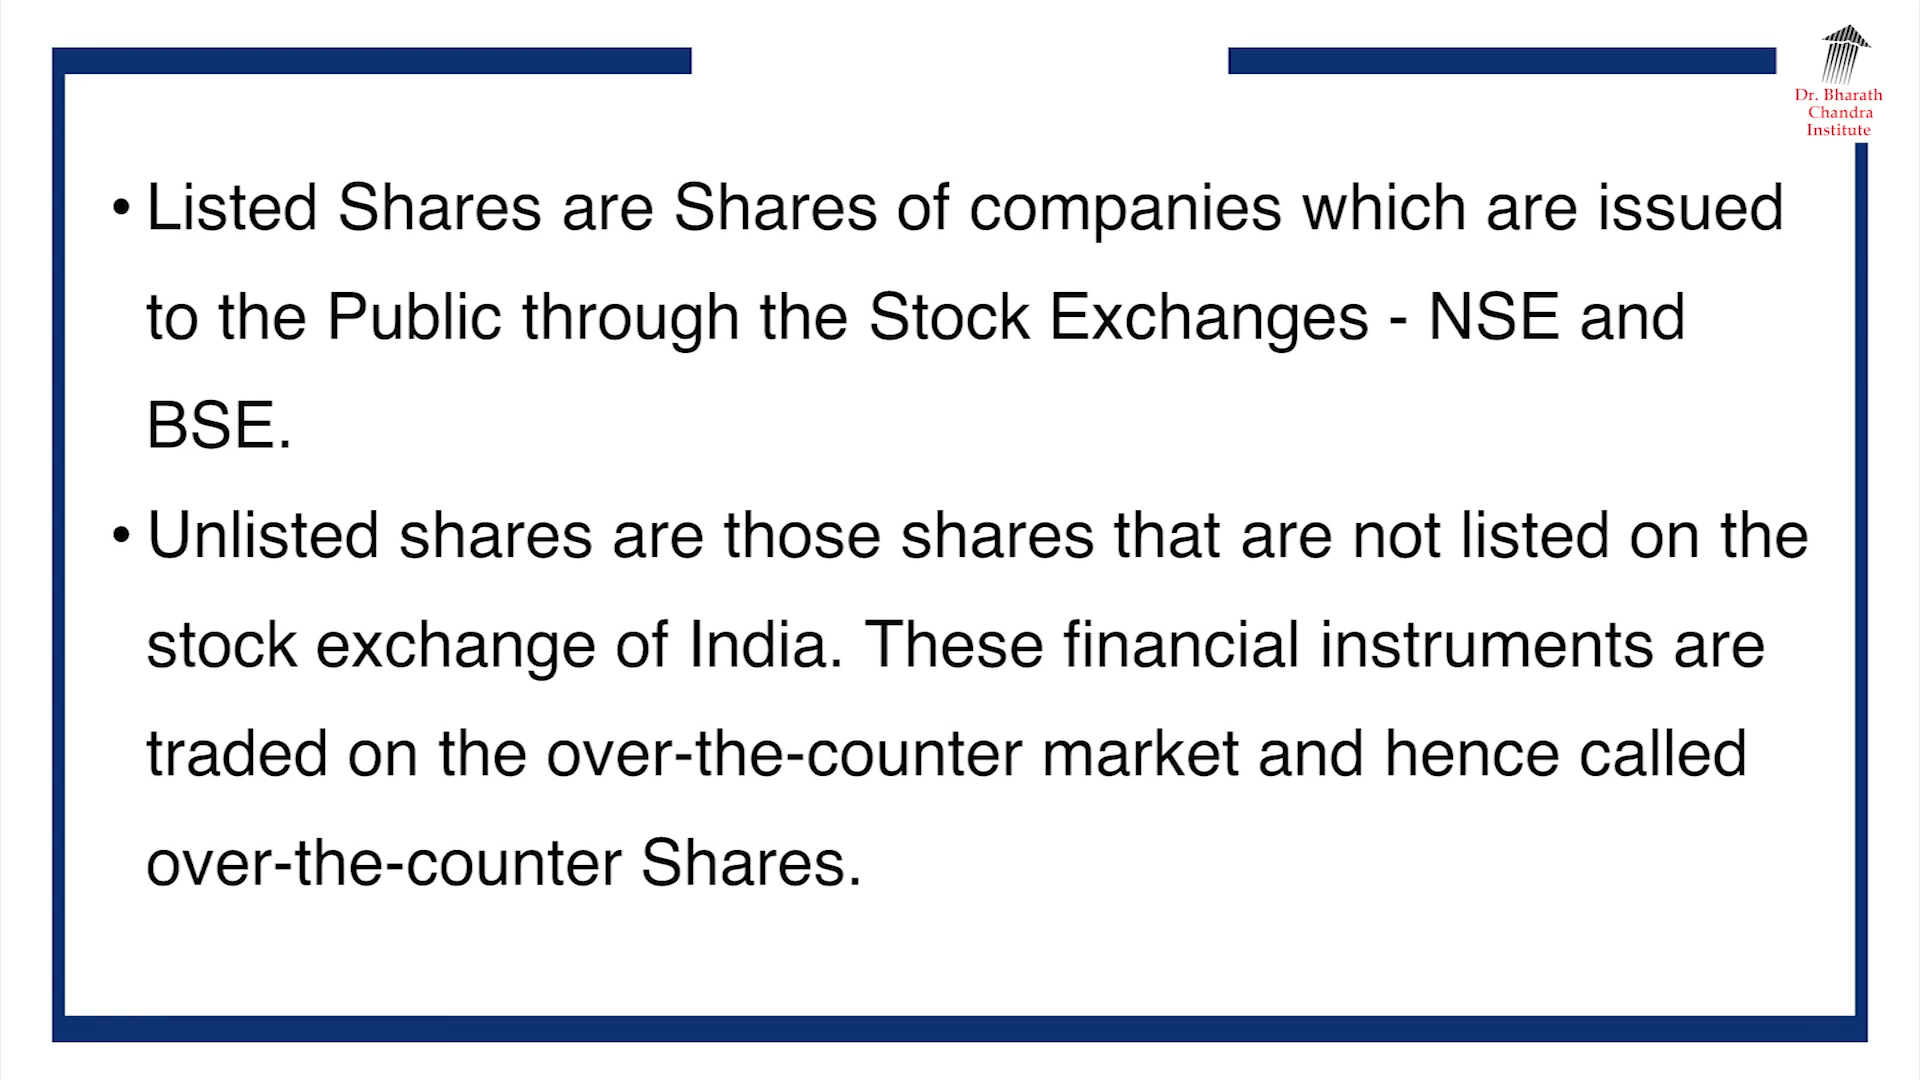 Dr. Bharath
Chandra
Institute
• Listed Shares are Shares of companies which are issued
to the Public through the Stock Exchanges - NSE and
BSE.
• Unlisted shares are those shares that are not listed on the
stock exchange of India. These financial instruments are
traded on the over-the-counter market and hence called
over-the-counter Shares.